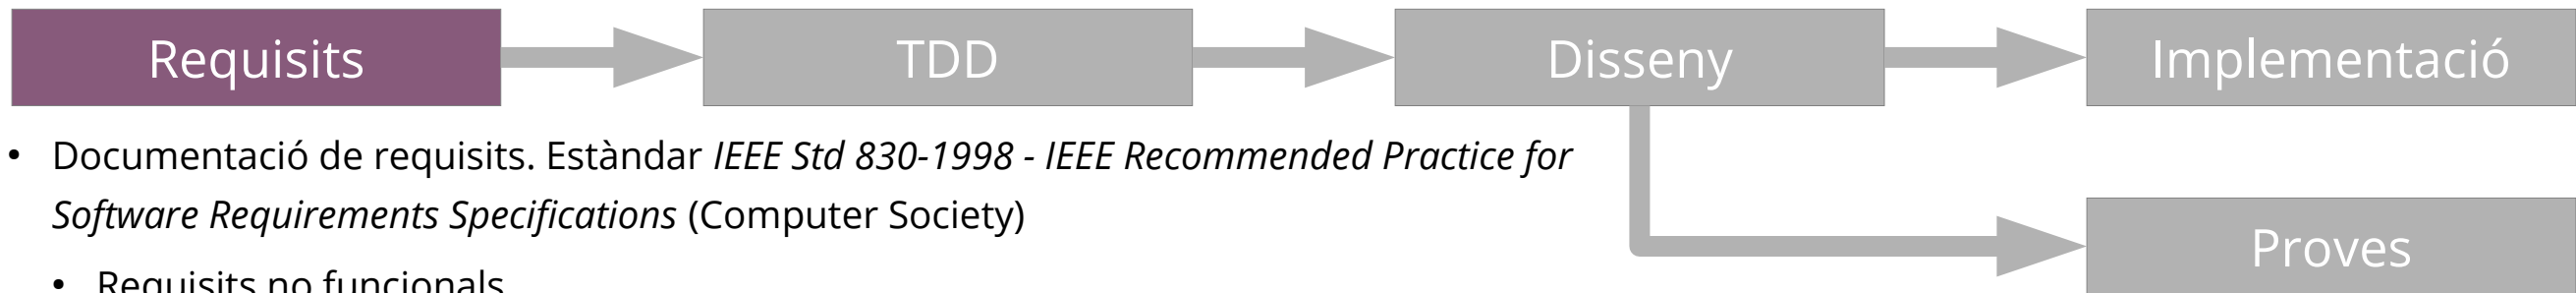 Requisits
TDD
Disseny
Implementació
• Documentació de requisits. Estàndar IEEE Std 830-1998 - IEEE Recommended Practice for
Software Requirements Specifications (Computer Society)
Proves
• Requisits no funcionals